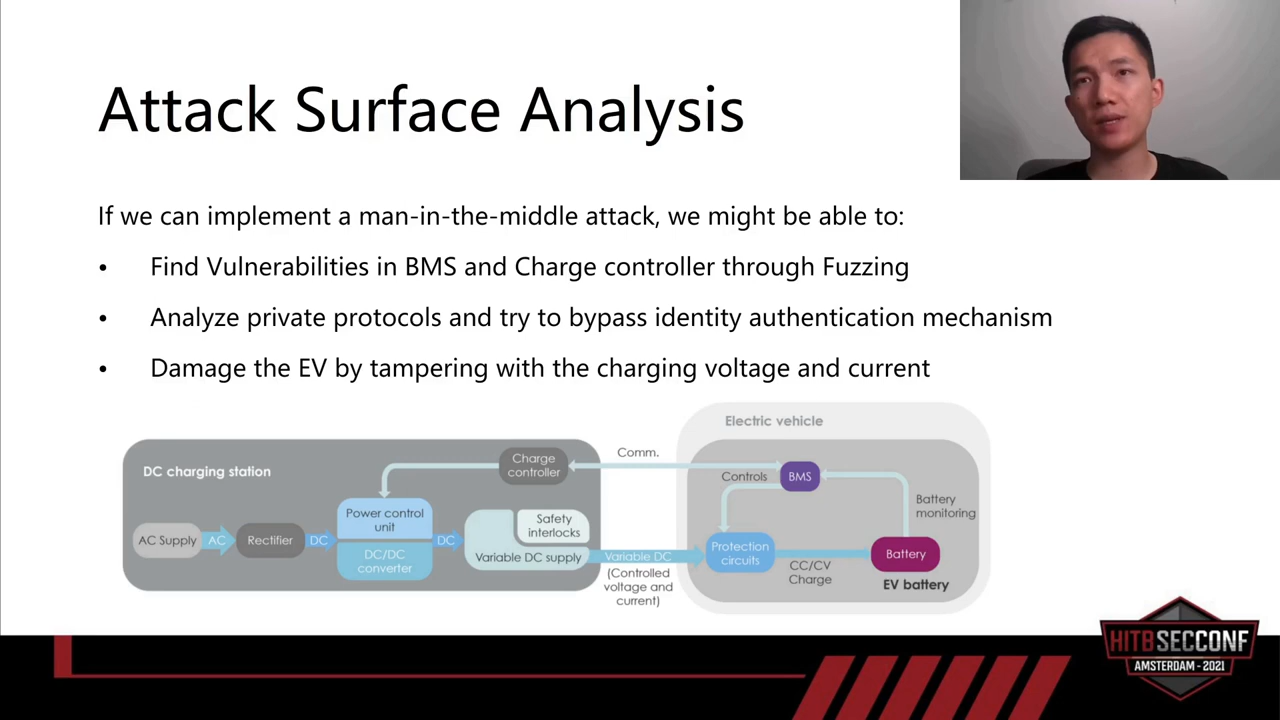 Attack Surface Analysis
If we can implement a man-in-the-middle attack, we might be able to:
• Find Vulnerabilities in BMS and Charge controller through Fuzzing
• Analyze private protocols and try to bypass identity authentication mechanism
• Damage the EV by tampering with the charging voltage and current
DC charging station
AC Supply
AC
Rectifier
DC
Power control
unit
DC/DC
converter
DC
Charge
controller
Safety
interlocks
Variable DC supply
Comm.
Variable DC
(Controlled
voltage and
current)
Electric vehicle
Controls
BMS
Battery
monitoring
Protection
circuits
CC/CV
Charge
Battery
EV battery
HITBSECCONF
AMSTERDAM - 2021